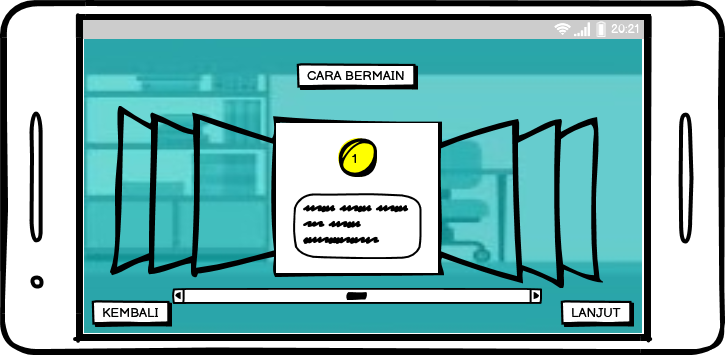 20:21
CARA BERMAIN
1
KEMBALI
LANJUT